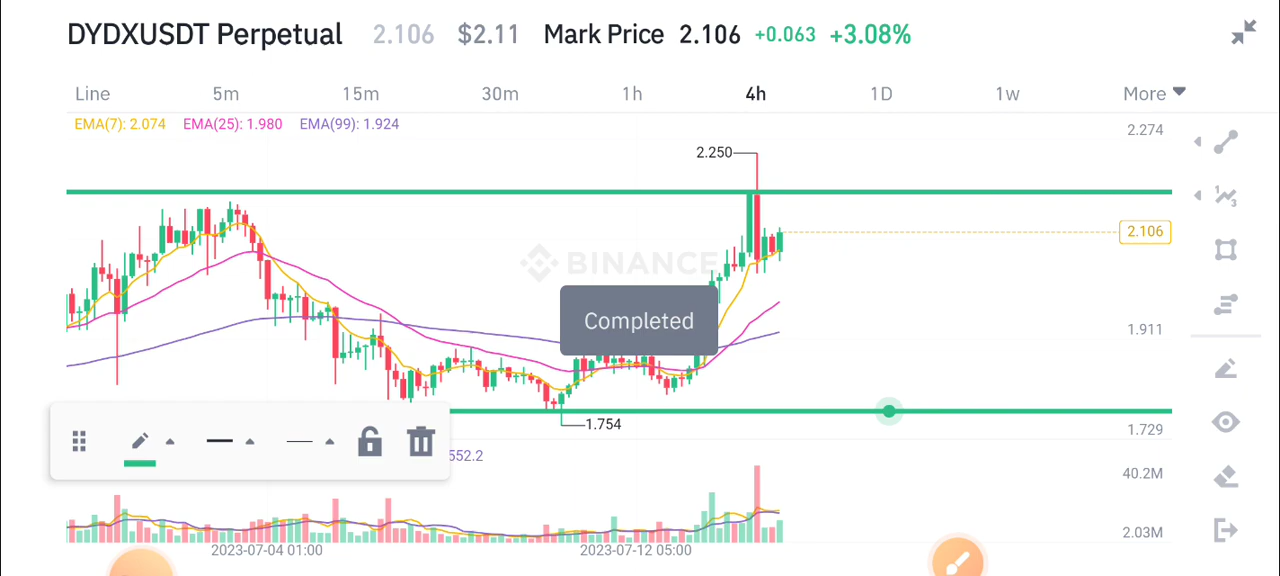 DYDXUSDT Perpetual 2.106 $2.11 Mark Price 2.106 +0.063 +3.08%
Line 5m 15m 30m 1h 4h 1D 1w More
EMA(7): 2.074 EMA(25): 1.980 EMA(99): 1.924
2.274
2.250
2.106
BINANCE
Completed
1.911
1.754
1.729
552.2
40.2M
2.03M
2023-07-04 01:00 2023-07-12 05:00